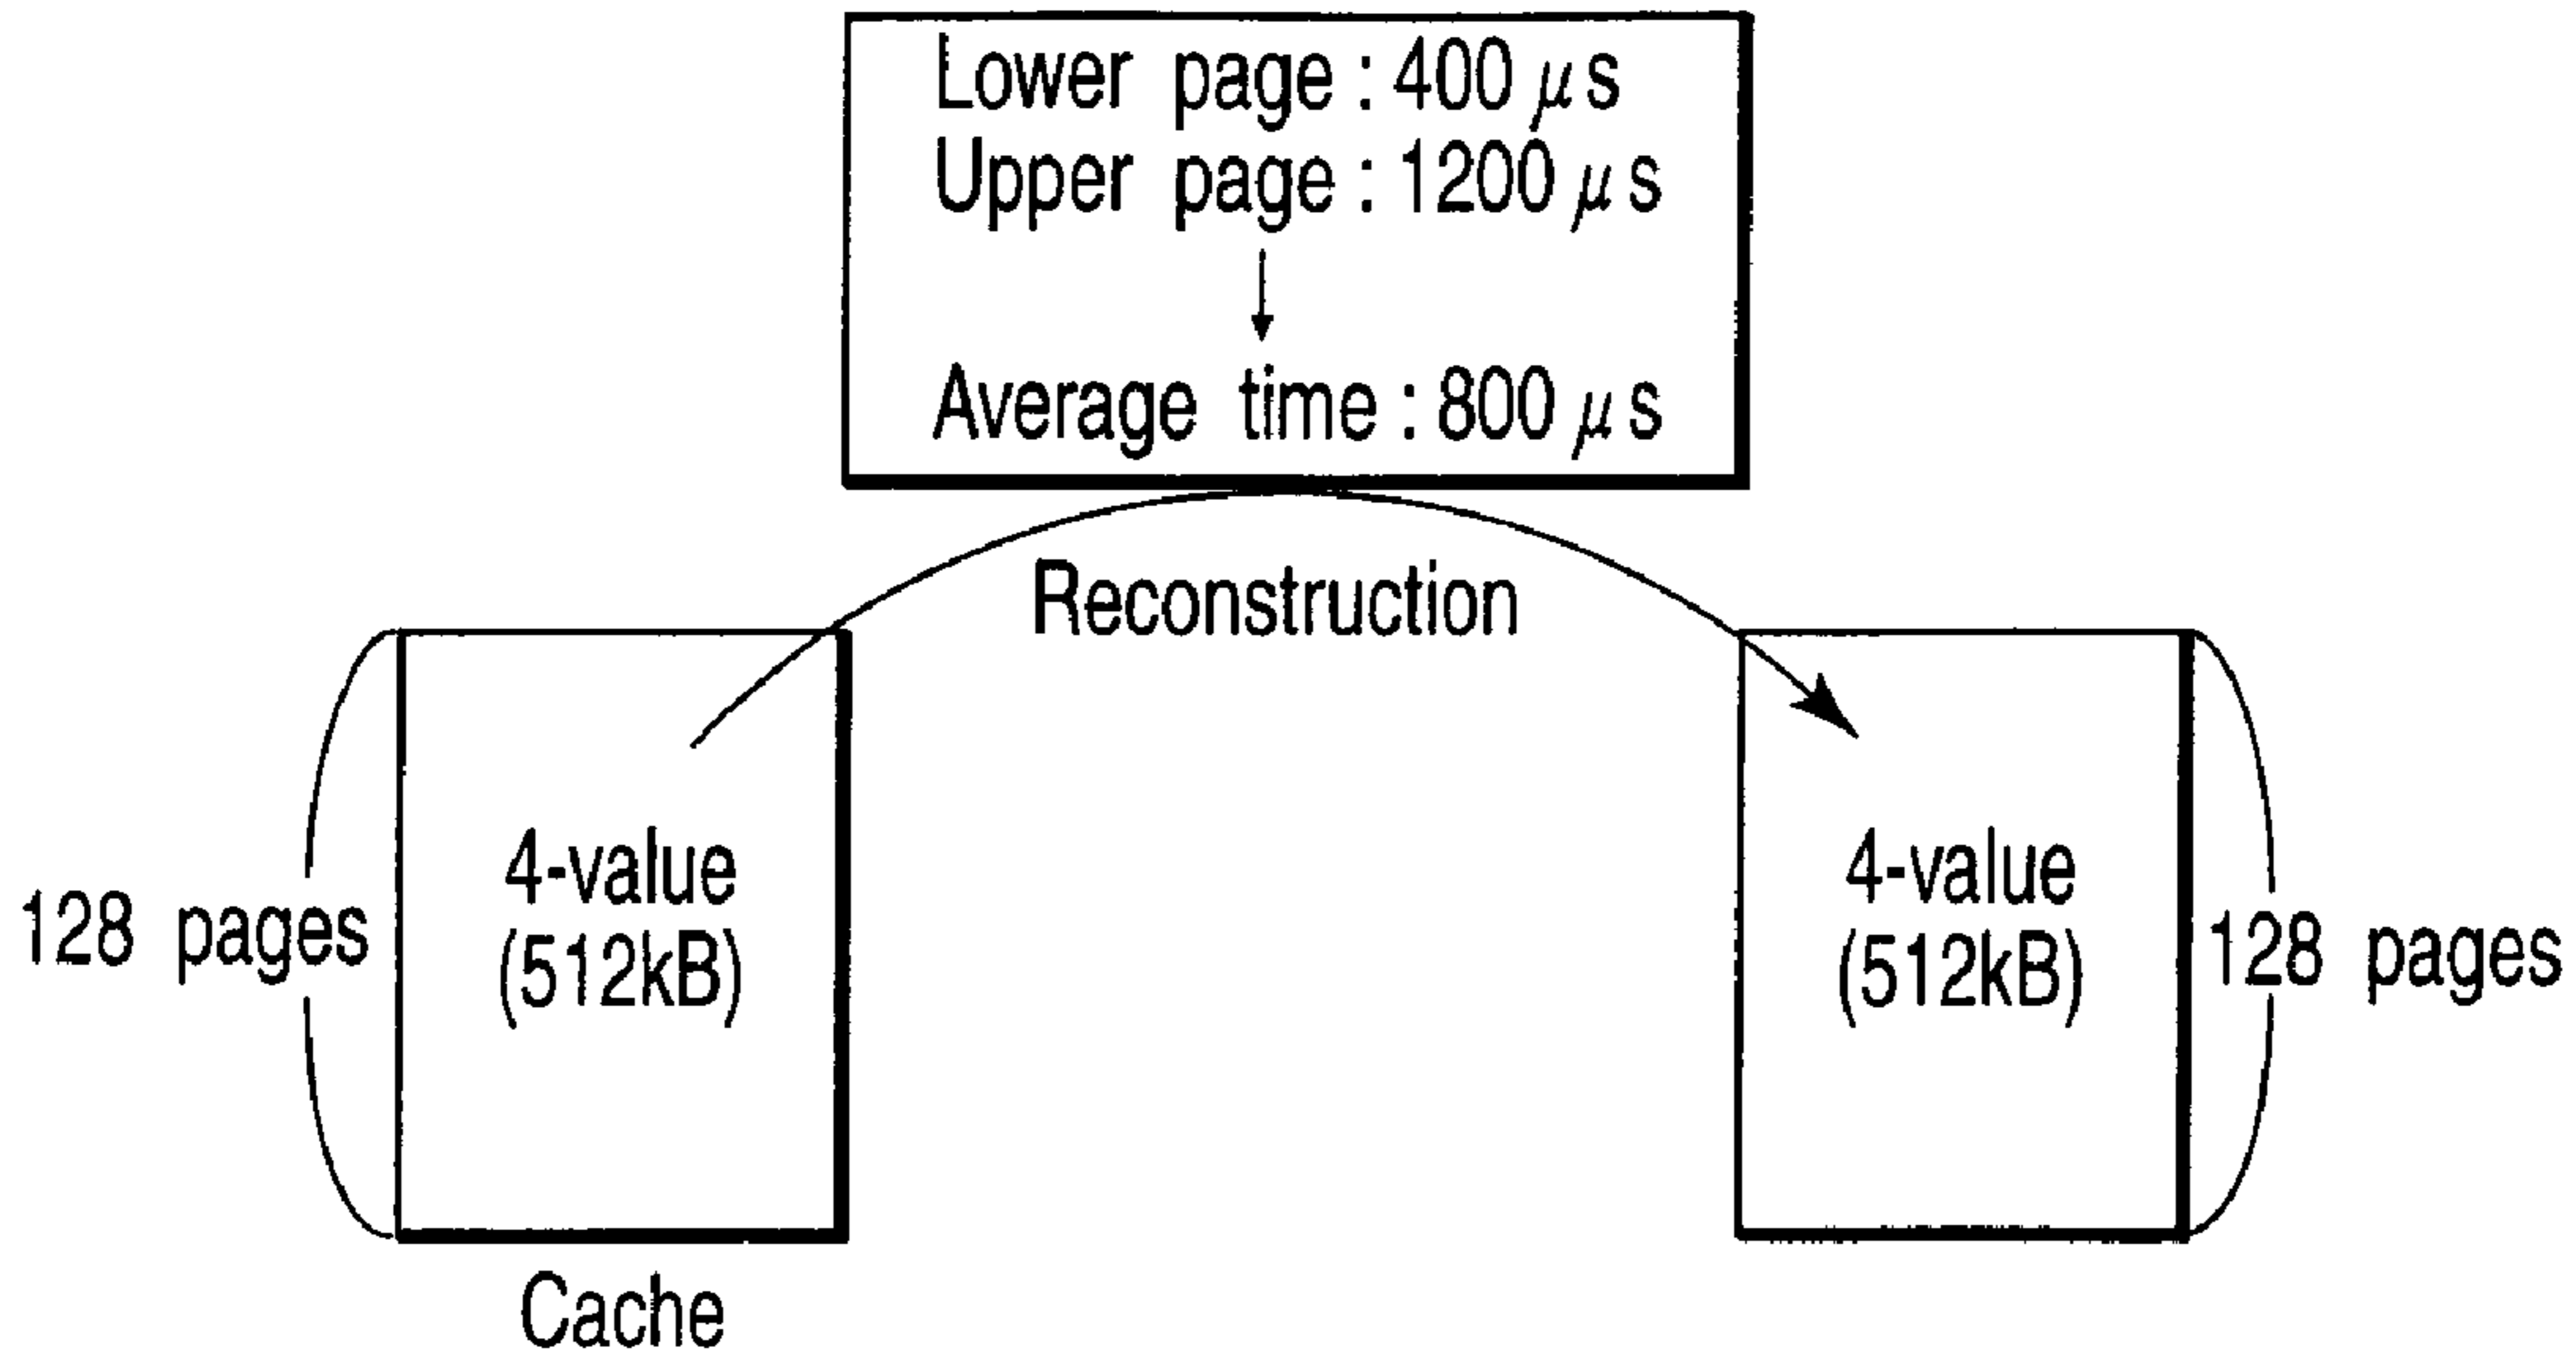 Lower page : 400 μs
Upper page : 1200 μs
Average time : 800 μs
Reconstruction
128 pages
4-value
(512kB)
4-value
(512kB)
128 pages
Cache